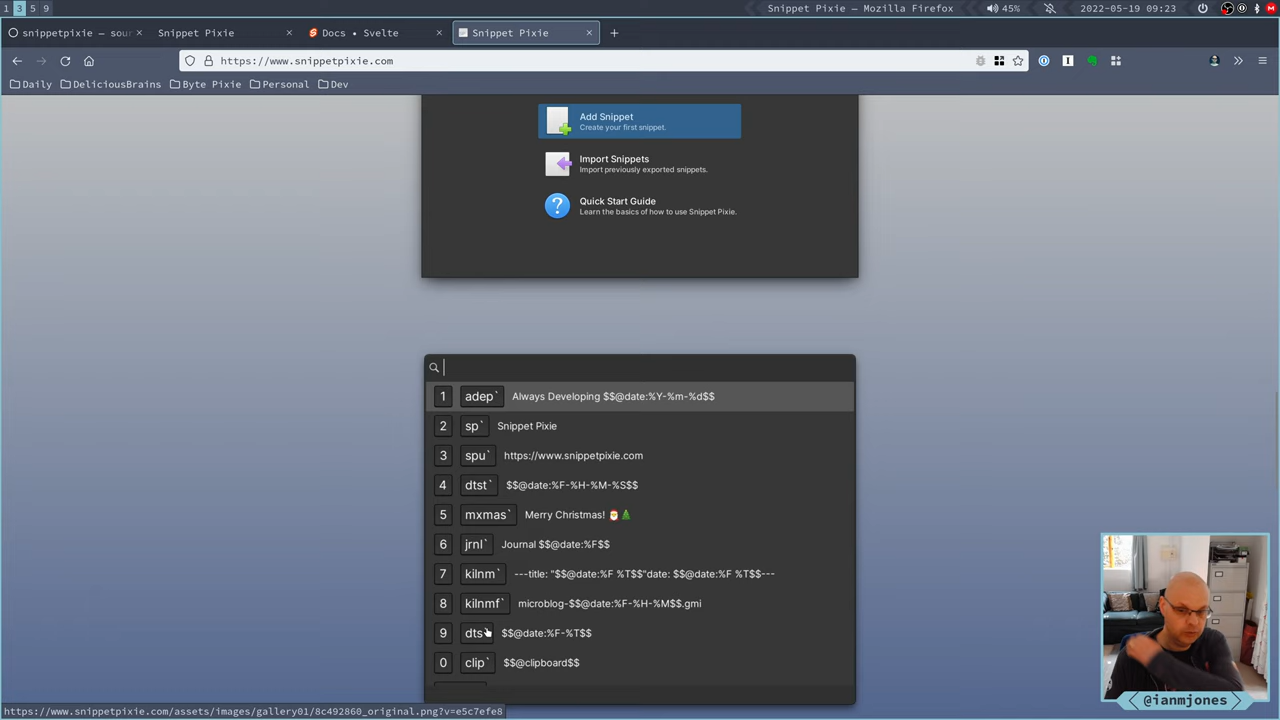 1 3 5 9
Snippet Pixie — Mozilla Firefox
45%
2022-05-19 09:23
snippetpixie — sour
Snippet Pixie
Docs • Svelte
Snippet Pixie
https://www.snippetpixie.com
Daily
DeliciousBrains
Byte Pixie
Personal
Dev
Add Snippet
Create your first snippet.
Import Snippets
Import previously exported snippets.
Quick Start Guide
Learn the basics of how to use Snippet Pixie.
1 adep` Always Developing $$@date:%Y-%m-%d$$
2 sp` Snippet Pixie
3 spu` https://www.snippetpixie.com
4 dtst` $$@date:%F-%H-%M-%S$$
5 mxmas` Merry Christmas! 🎅🎄
6 jrnl` Journal $$@date:%F$$
7 kilnm` ---title: "$$@date:%F %T$$"date: $$@date:%F %T$$---
8 kilnmf` microblog-$$@date:%F-%H-%M$$.gmi
9 dts` $$@date:%F-%T$$
0 clip` $$@clipboard$$
https://www.snippetpixie.com/assets/images/gallery01/8c492860_original.png?v=e5c7efe8
@ianmjones